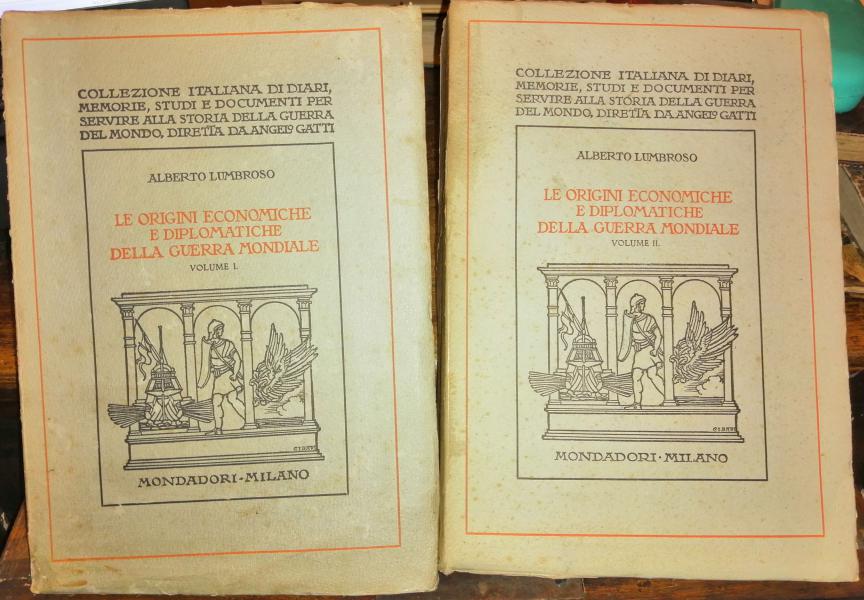 COLLEZIONE ITALIANA DI DIARI,
MEMORIE, STUDI E DOCUMENTI PER
SERVIRE ALLA STORIA DELLA GUERRA
DEL MONDO, DIRETTA DA ANGELO GATTI
ALBERTO LUMBROSO
LE ORIGINI ECONOMICHE
E DIPLOMATICHE
DELLA GUERRA MONDIALE
VOLUME I.
MONDADORI - MILANO
COLLEZIONE ITALIANA DI DIARI,
MEMORIE, STUDI E DOCUMENTI PER
SERVIRE ALLA STORIA DELLA GUERRA
DEL MONDO, DIRETTA DA ANGELO GATTI
ALBERTO LUMBROSO
LE ORIGINI ECONOMICHE
E DIPLOMATICHE
DELLA GUERRA MONDIALE
VOLUME II.
MONDADORI · MILANO